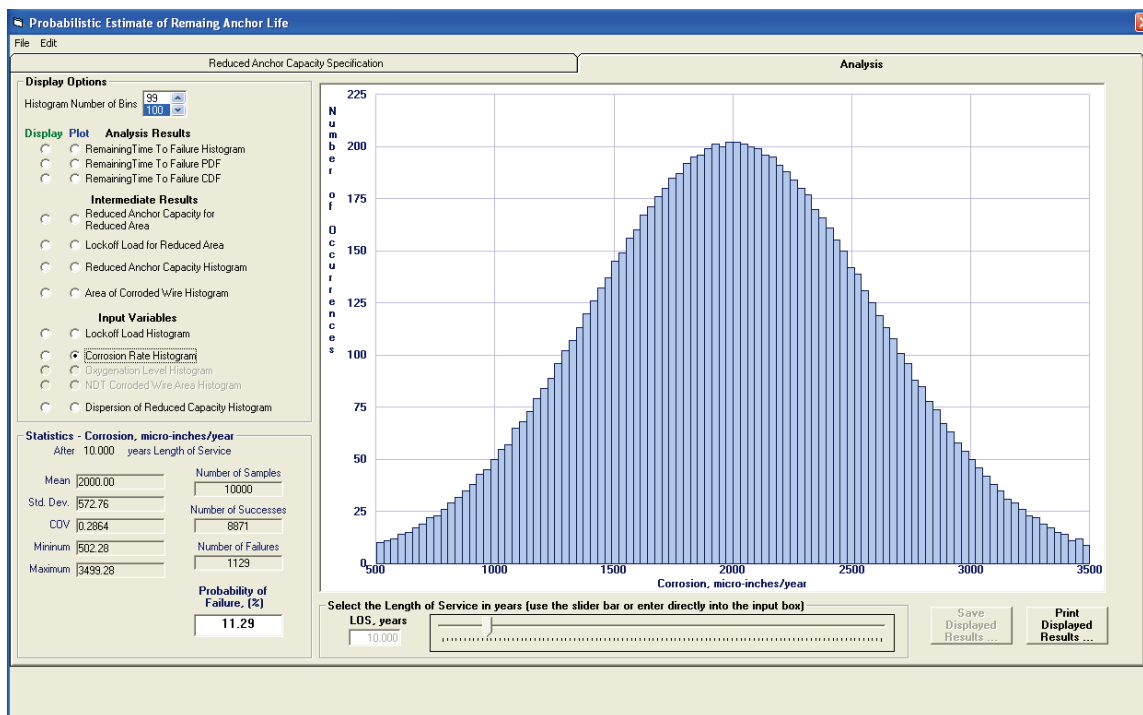 Probabilistic Estimate of Remaing Anchor Life
File Edit
Reduced Anchor Capacity Specification
Analysis
Display Options
Histogram Number of Bins
99
100
Display Plot Analysis Results
RemainingTime To Failure Histogram
RemainingTime To Failure PDF
RemainingTime To Failure CDF
Intermediate Results
Reduced Anchor Capacity for
Reduced Area
Lockoff Load for Reduced Area
Reduced Anchor Capacity Histogram
Area of Corroded Wire Histogram
Input Variables
Lockoff Load Histogram
Corrosion Rate Histogram
Oxygenation Level Histogram
NDT Corroded Wire Area Histogram
Dispersion of Reduced Capacity Histogram
Statistics - Corrosion, micro-inches/year
After 10.000 years Length of Service
Mean 2000.00
Std. Dev. 572.76
COV 0.2864
Mininum 502.28
Maximum 3499.28
Number of Samples
10000
Number of Successes
8871
Number of Failures
1129
Probability of
Failure, (%)
11.29
Number of Occurrences
225
200
175
150
125
100
75
50
25
0
500 1000 1500 2000 2500 3000 3500
Corrosion, micro-inches/year
Select the Length of Service in years (use the slider bar or enter directly into the input box)
LOS, years
10.000
Save
Displayed
Results ...
Print
Displayed
Results ...